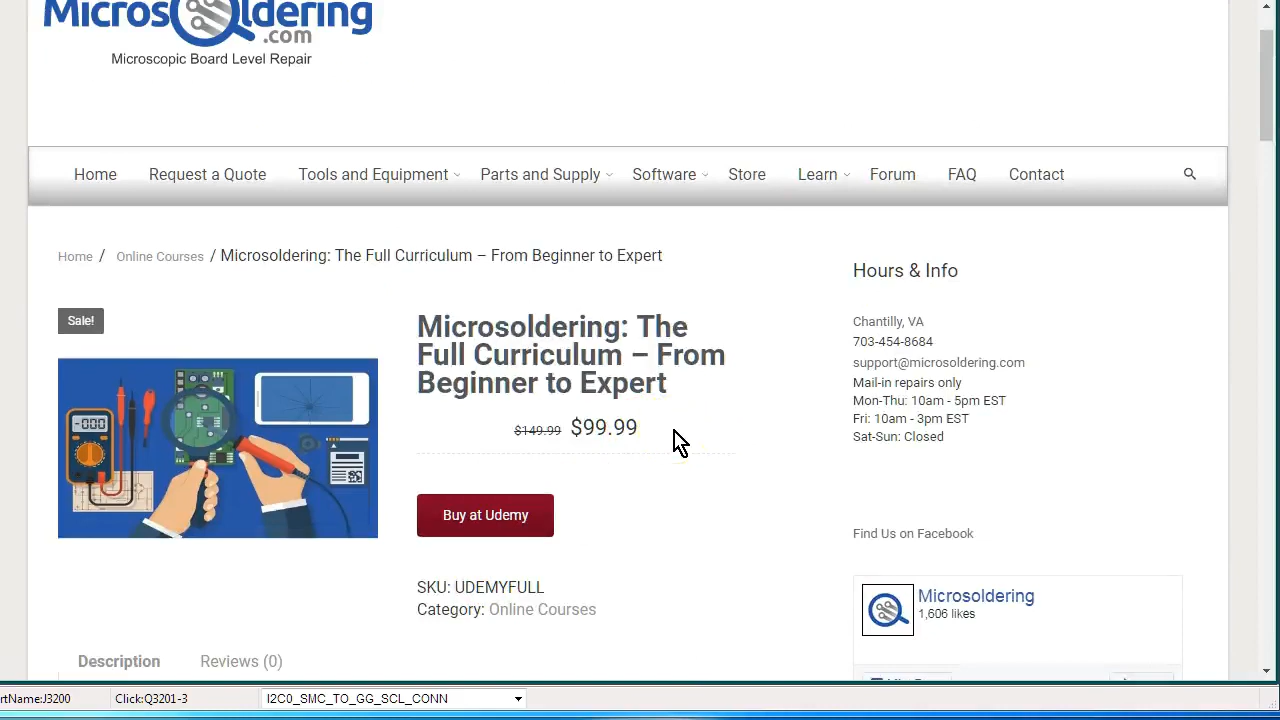 Microsoldering
.com
Microscopic Board Level Repair
Home Request a Quote Tools and Equipment Parts and Supply Software Store Learn Forum FAQ Contact
Home / Online Courses / Microsoldering: The Full Curriculum – From Beginner to Expert
Sale!
-000
Microsoldering: The
Full Curriculum – From
Beginner to Expert
$149.99 $99.99
Buy at Udemy
SKU: UDEMYFULL
Category: Online Courses
Description Reviews (0)
Hours & Info
Chantilly, VA
703-454-8684
support@microsoldering.com
Mail-in repairs only
Mon-Thu: 10am - 5pm EST
Fri: 10am - 3pm EST
Sat-Sun: Closed
Find Us on Facebook
Microsoldering
1,606 likes
rtName:J3200 Click:Q3201-3 I2C0_SMC_TO_GG_SCL_CONN